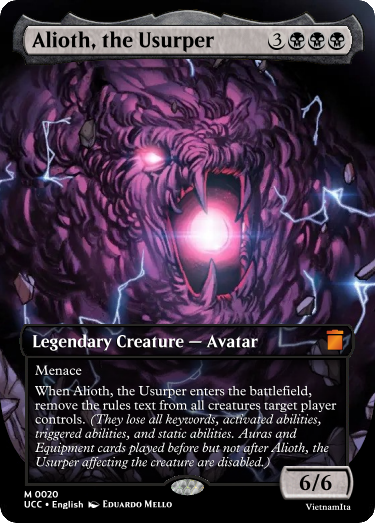 Alioth, the Usurper 3
Legendary Creature — Avatar
Menace
When Alioth, the Usurper enters the battlefield,
remove the rules text from all creatures target player
controls. (They lose all keywords, activated abilities,
triggered abilities, and static abilities. Auras and
Equipment cards played before but not after Alioth, the
Usurper affecting the creature are disabled.)
6/6
M 0020
UCC • English Eduardo Mello
VietnamIta